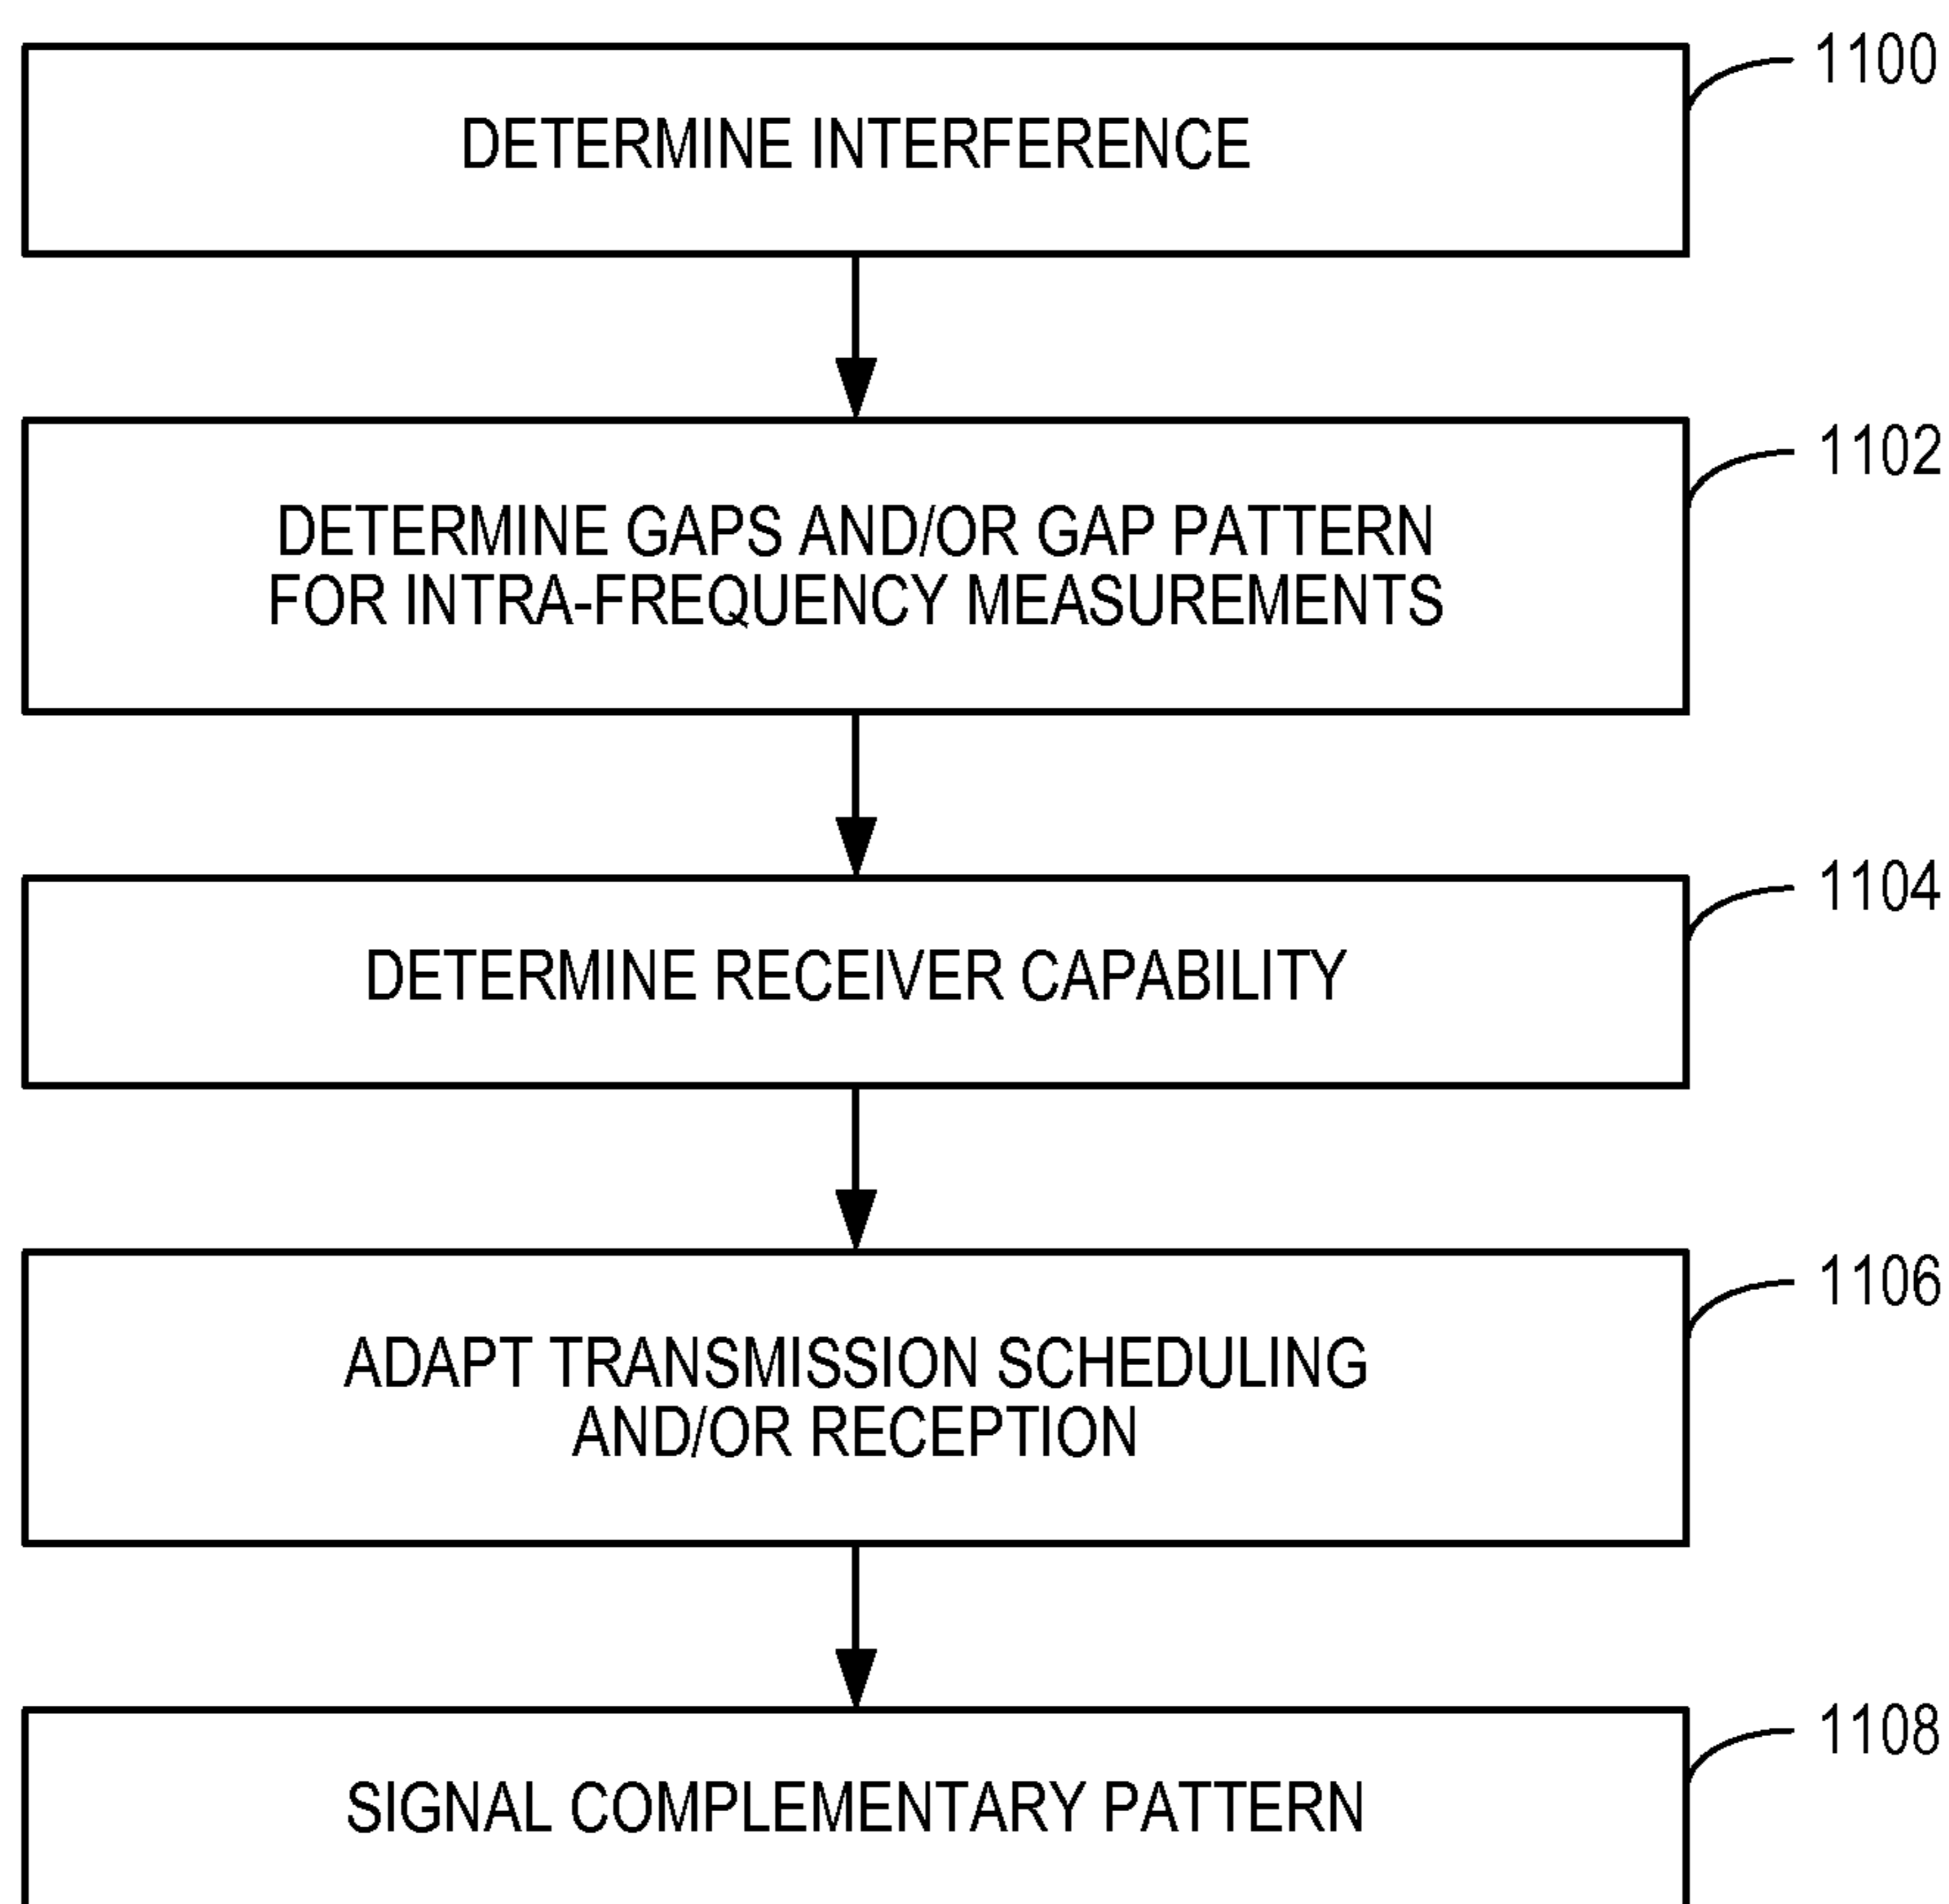 1100
DETERMINE INTERFERENCE
1102
DETERMINE GAPS AND/OR GAP PATTERN
FOR INTRA-FREQUENCY MEASUREMENTS
1104
DETERMINE RECEIVER CAPABILITY
1106
ADAPT TRANSMISSION SCHEDULING
AND/OR RECEPTION
1108
SIGNAL COMPLEMENTARY PATTERN